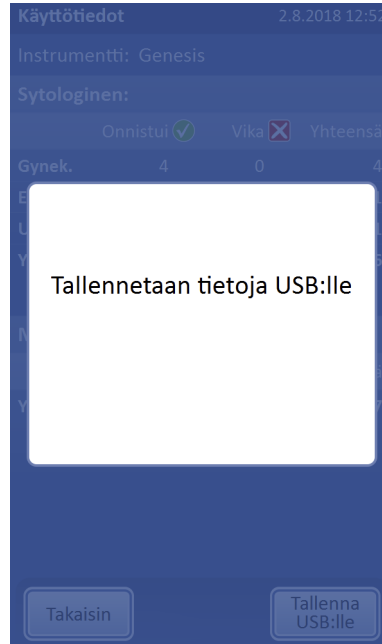 Käyttötiedot 2.8.2018 12:52
Instrumentti: Genesis
Sytologinen:
Onnistui Vika Yhteensä
Gynek. 4 0 4
Tallennetaan tietoja USB:lle
Takaisin
Tallenna
USB:lle